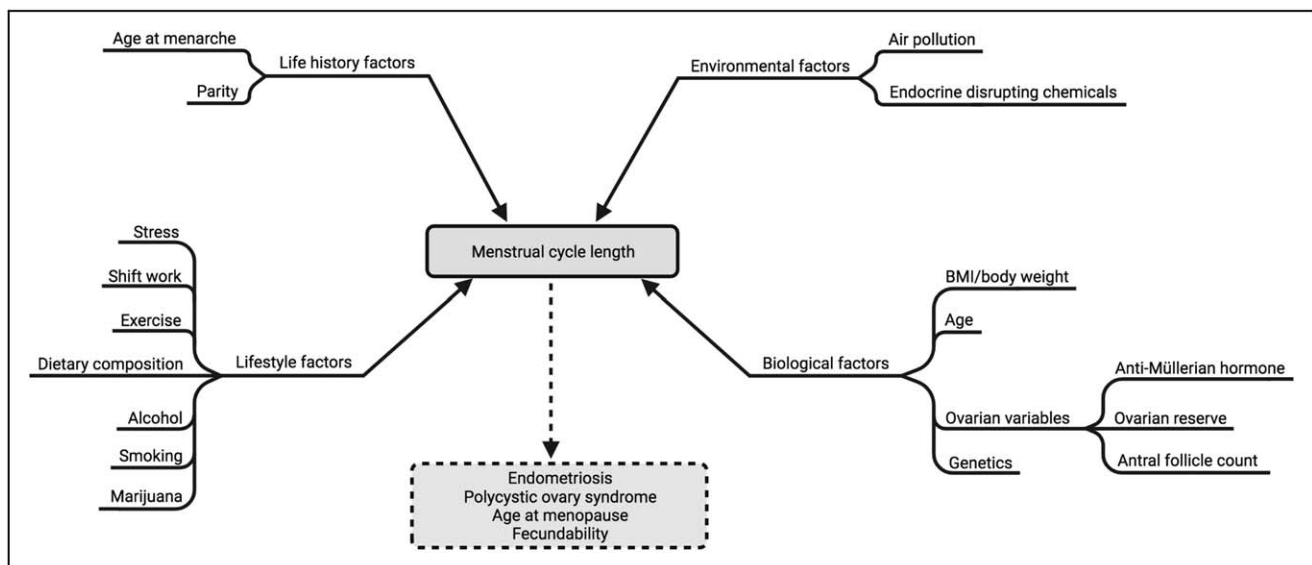 Age at menarche
Life history factors
Parity
Air pollution
Environmental factors
Endocrine disrupting chemicals
Menstrual cycle length
Stress
Shift work
Exercise
Dietary composition
Lifestyle factors
Alcohol
Smoking
Marijuana
BMI/body weight
Age
Biological factors
Anti-Müllerian hormone
Ovarian variables
Ovarian reserve
Genetics
Antral follicle count
Endometriosis
Polycystic ovary syndrome
Age at menopause
Fecundability